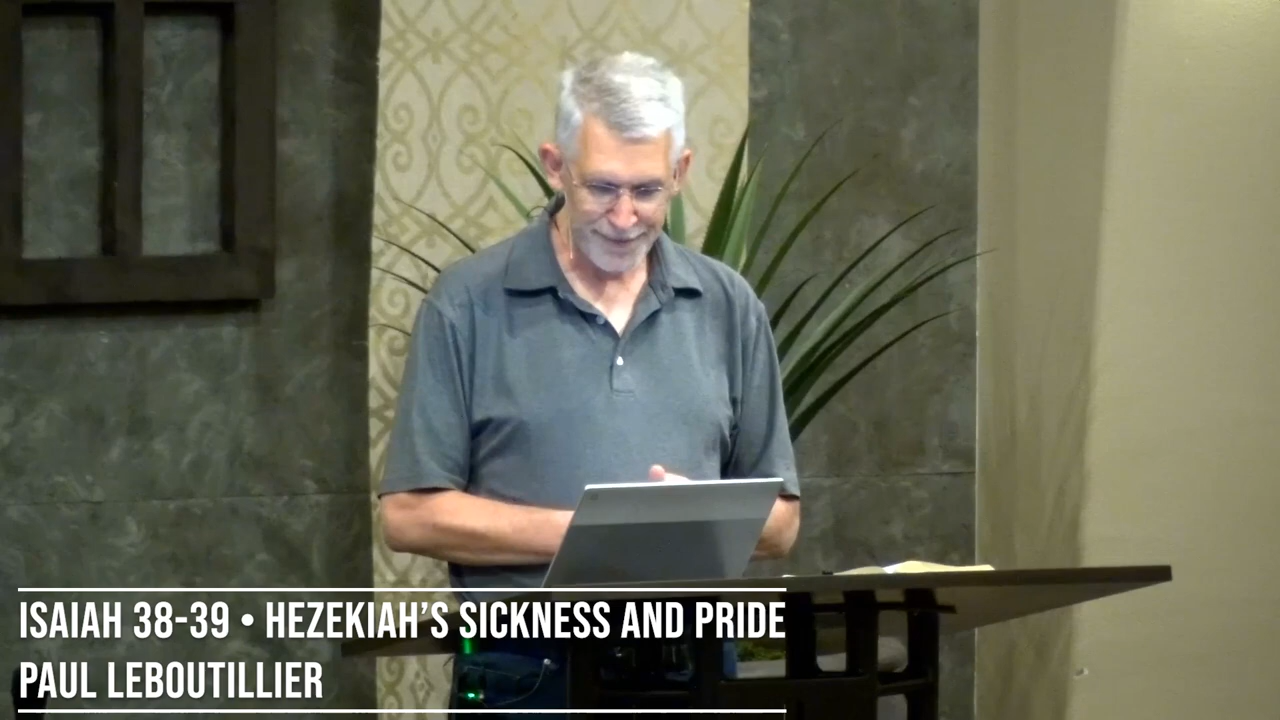 ISAIAH 38-39 • HEZEKIAH'S SICKNESS AND PRIDE
PAUL LEBOUTILLIER